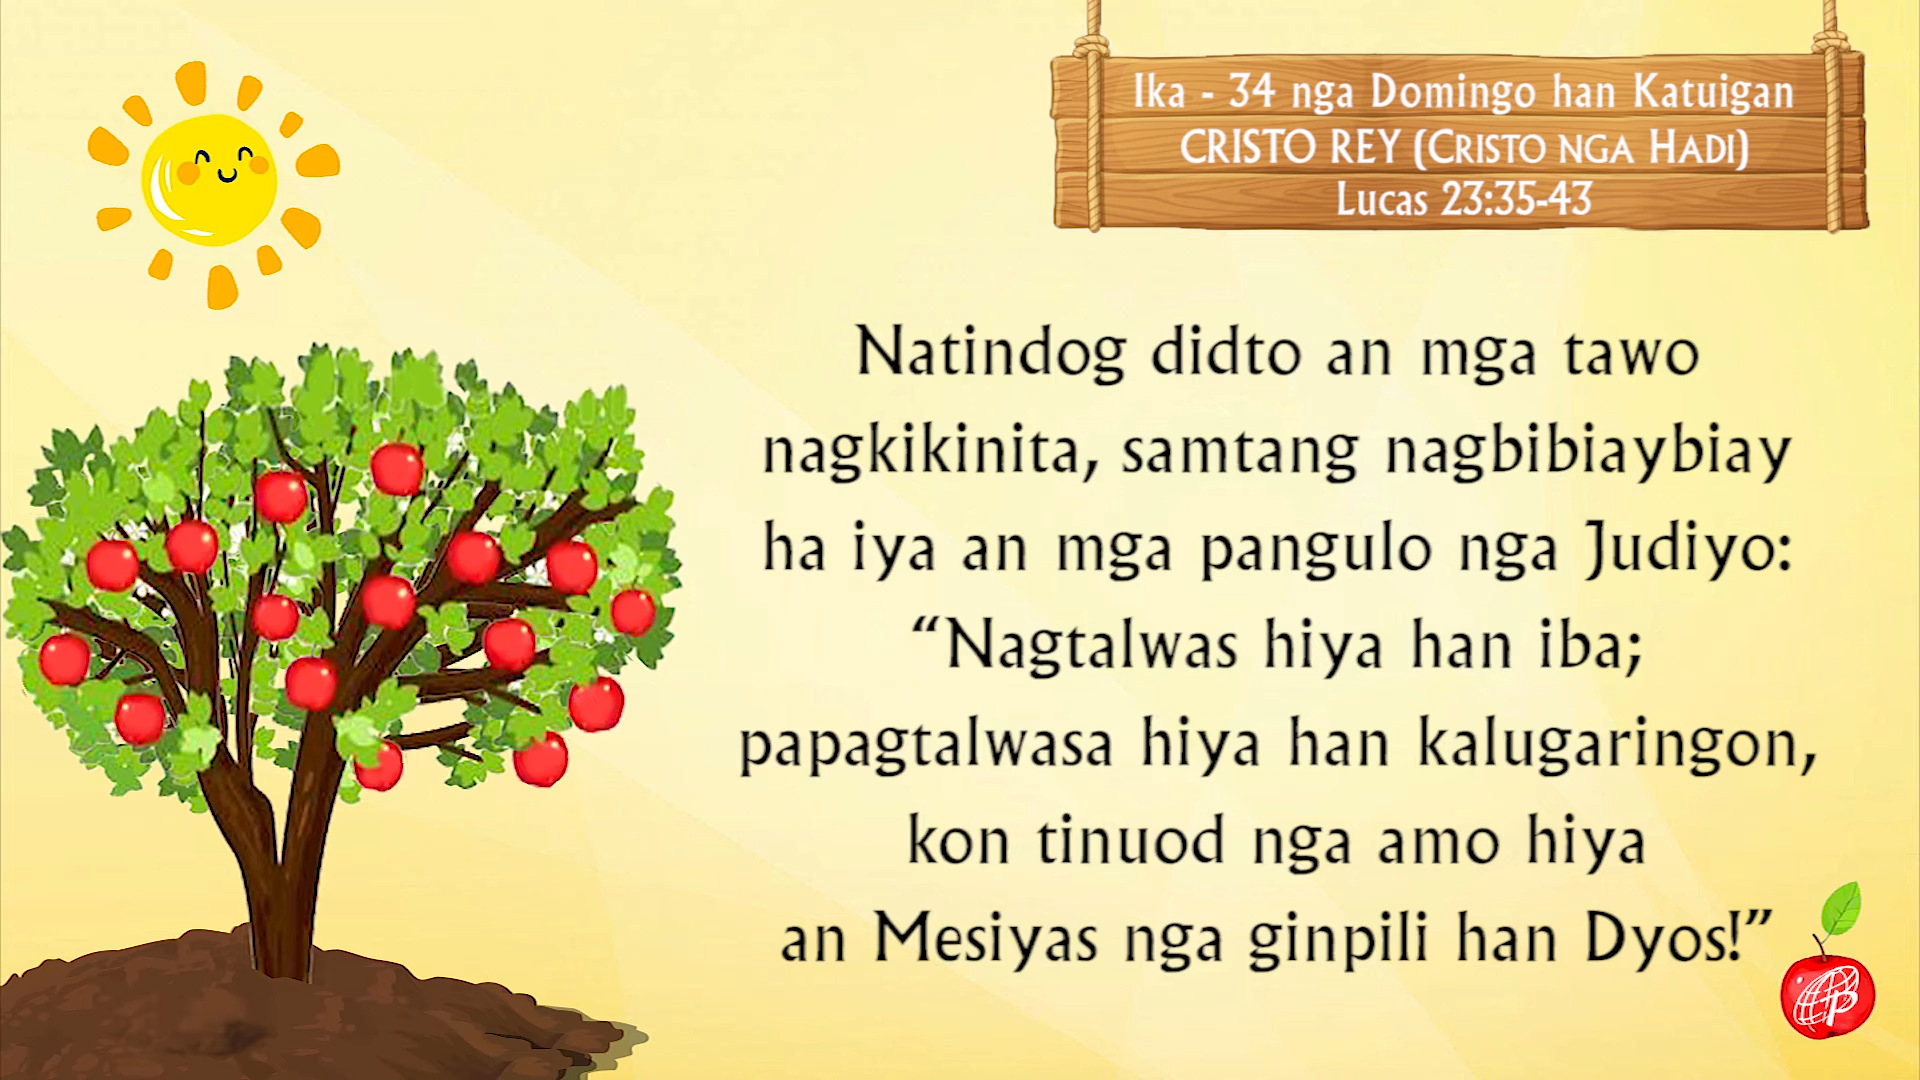 Ika - 34 nga Domingo han Katuigan
CRISTO REY (CRISTO NGA HADI)
Lucas 23:35-43
Natindog didto an mga tawo
nagkikinita, samtang nagbibiaybiay
ha iya an mga pangulo nga Judiyo:
“Nagtalwas hiya han iba;
papagtalwasa hiya han kalugaringon,
kon tinuod nga amo hiya
an Mesiyas nga ginpili han Dyos!”